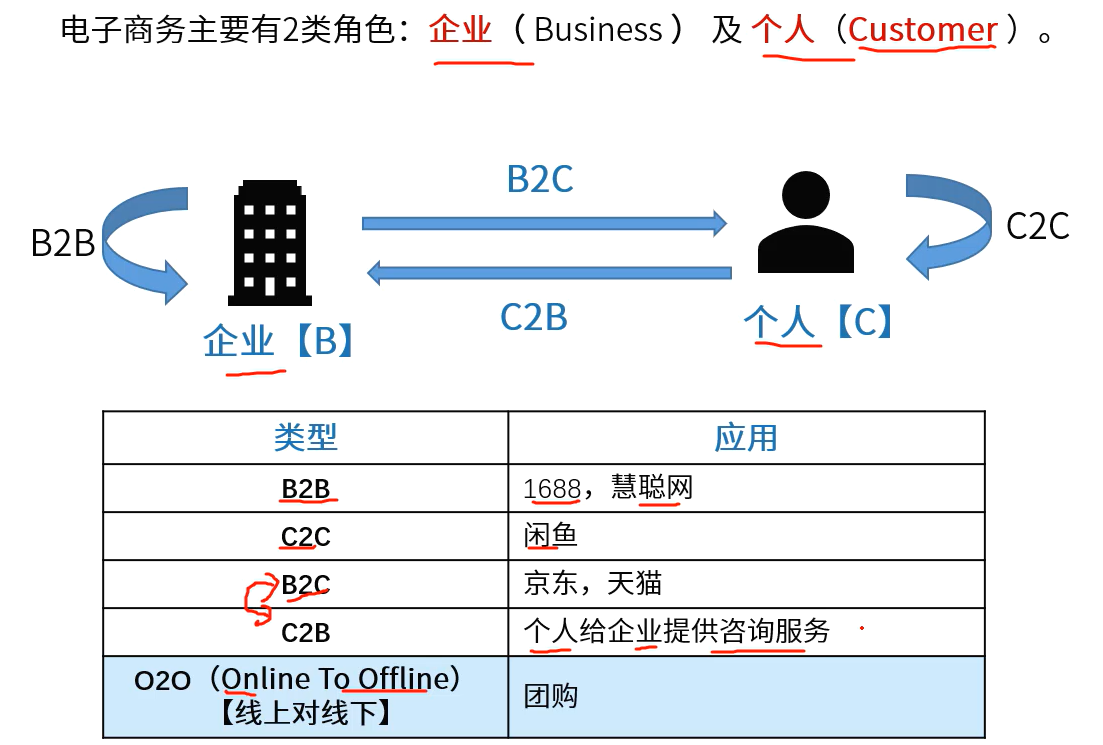 电子商务主要有2类角色：企业（Business）及个人（Customer）。
B2C
B2B
C2C
C2B
企业【B】
个人【C】
类型 应用
B2B 1688，慧聪网
C2C 闲鱼
B2C 京东，天猫
C2B 个人给企业提供咨询服务
O2O（Online To Offline）
【线上对线下】
团购